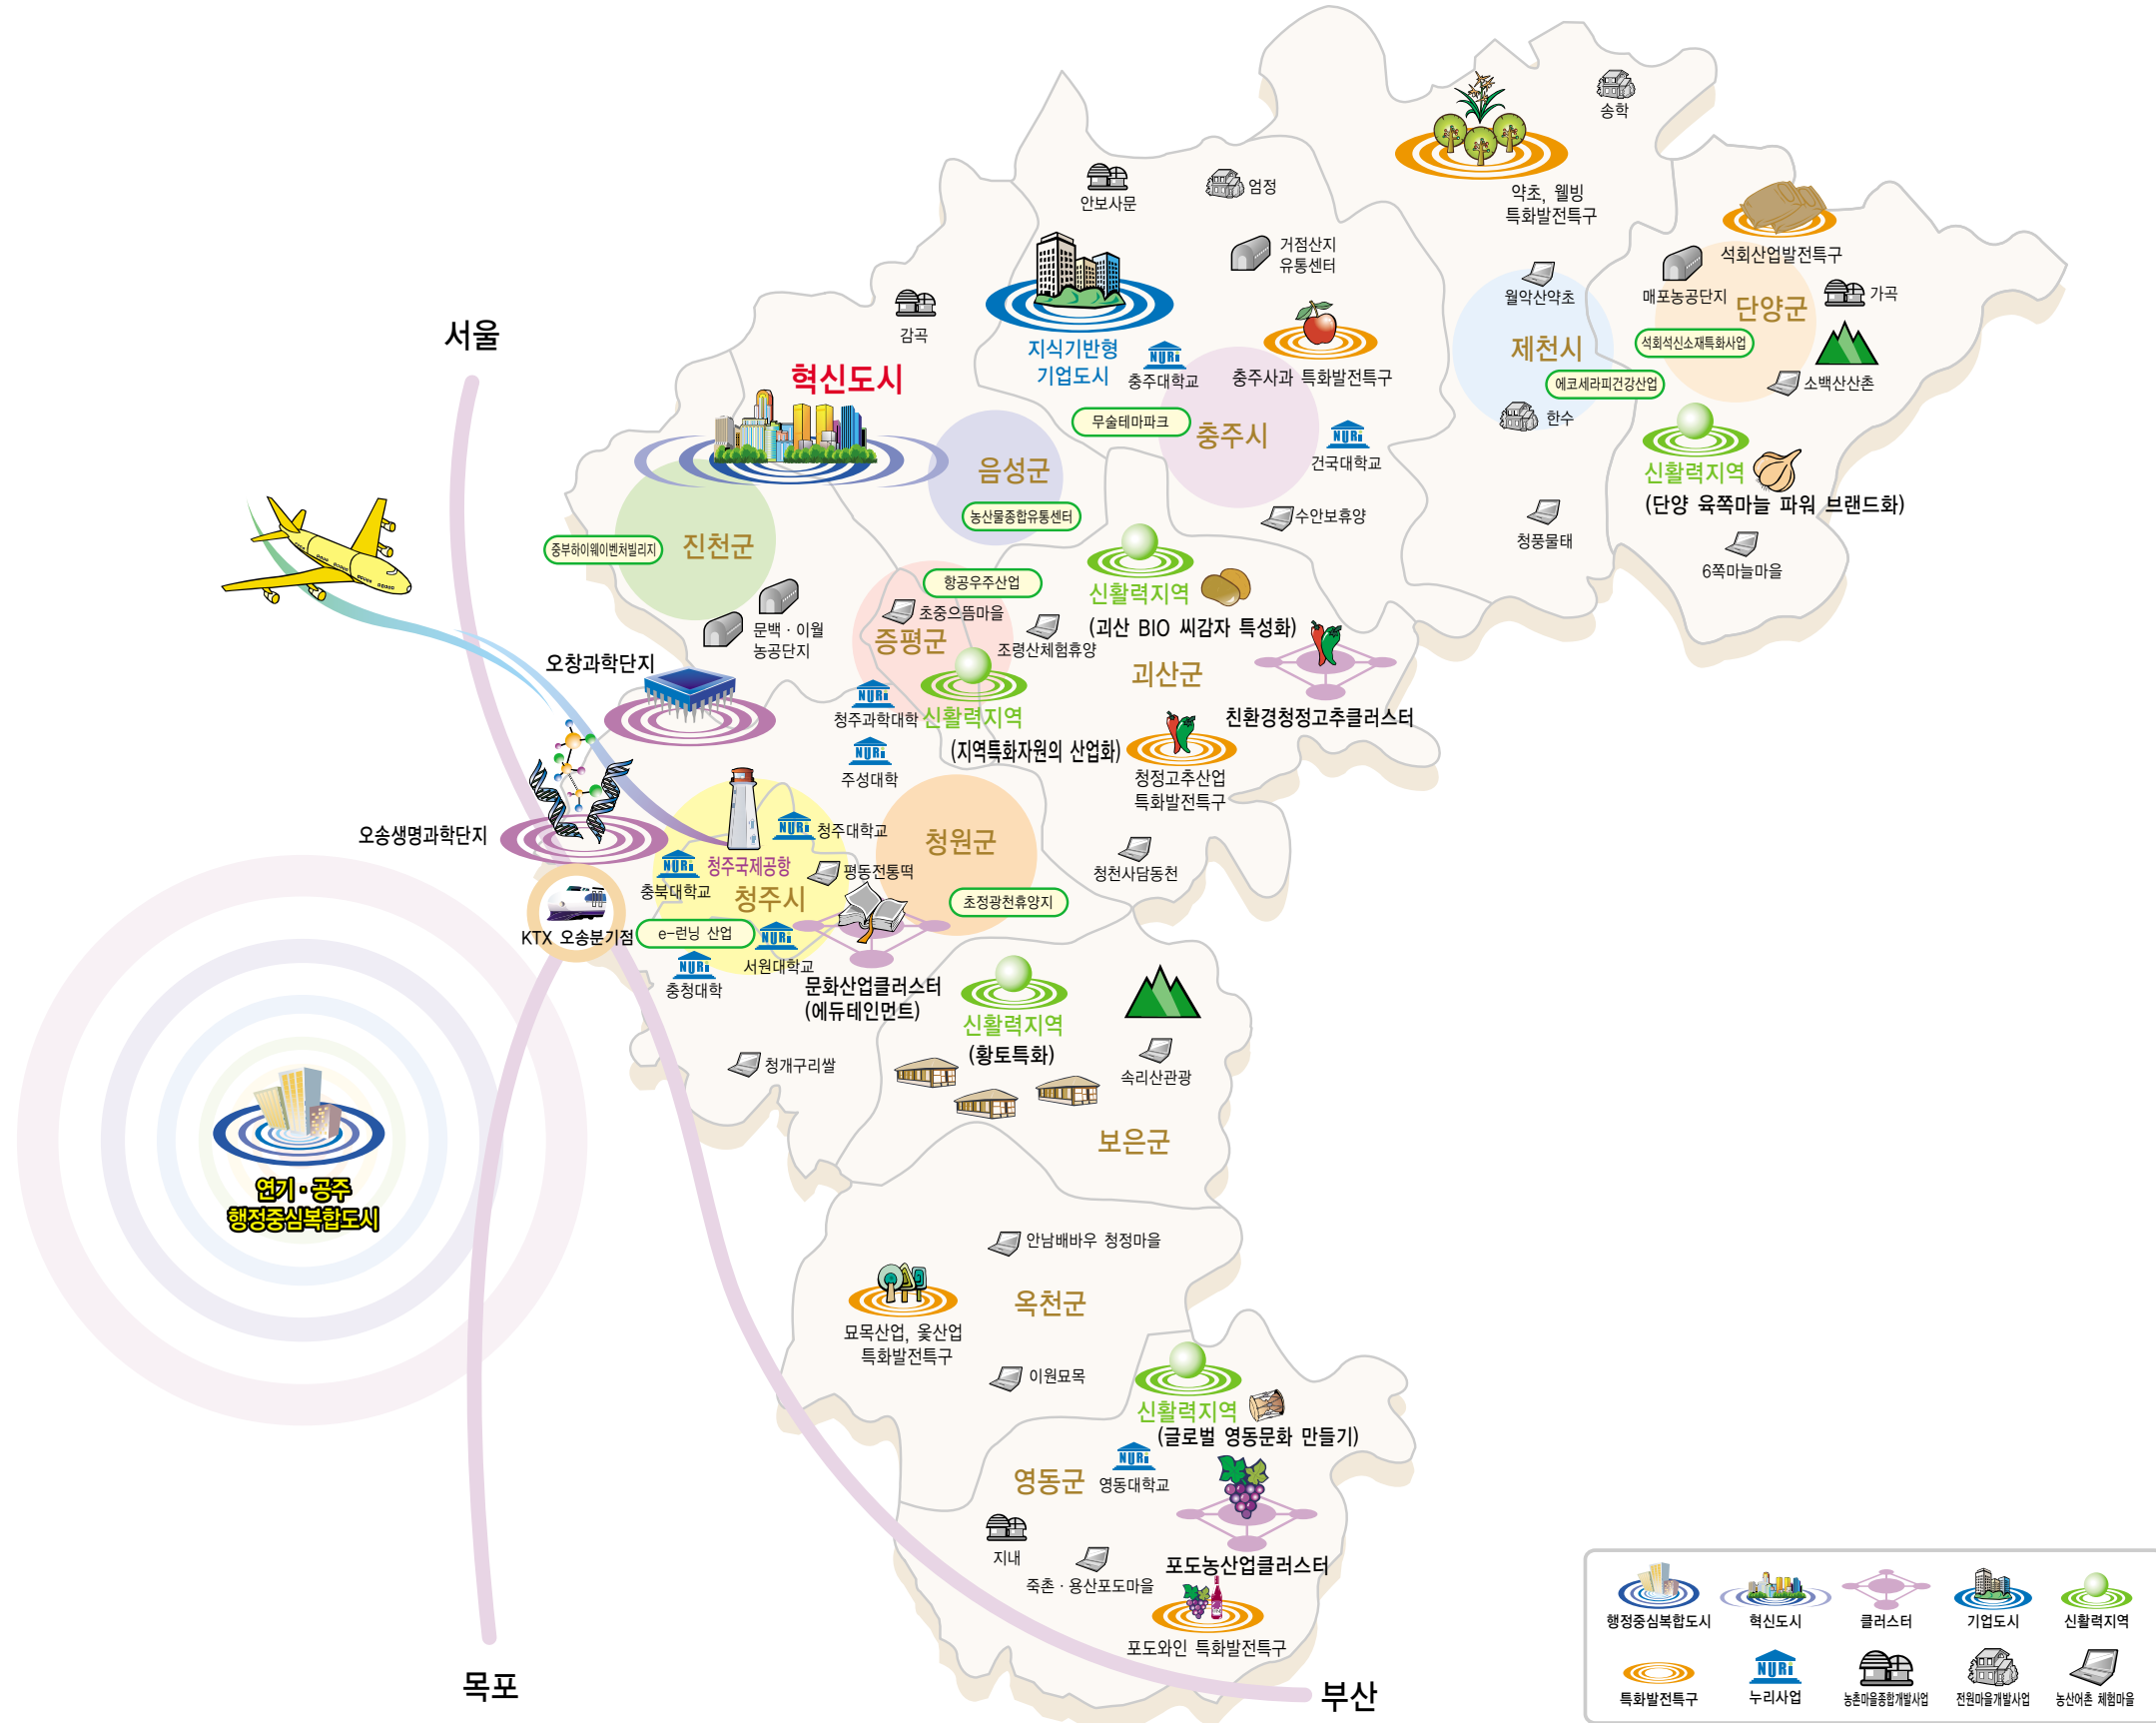 송학
안보사문
엄정
약초, 웰빙
특화발전특구
거점산지
유통센터
석회산업발전특구
월악산약초
매포농공단지
단양군
가곡
감곡
서울
지식기반형
기업도시
NURi
충주대학교
충주사과 특화발전특구
제천시
석회석신소재특화사업
에코세라피건강산업
소백산산촌
혁신도시
무술테마파크
충주시
한수
NURi
건국대학교
음성군
신활력지역
(단양 육쪽마늘 파워 브랜드화)
농산물종합유통센터
수안보휴양
청풍물태
6쪽마늘마을
중부하이웨이벤처빌리지
진천군
항공우주산업
초중으뜸마을
증평군
조령산체험휴양
신활력지역
(괴산 BIO 씨감자 특성화)
문백 · 이월
농공단지
오창과학단지
괴산군
NURi
청주과학대학
신활력지역
(지역특화자원의 산업화)
친환경청정고추클러스터
NURi
주성대학
청정고추산업
특화발전특구
오송생명과학단지
NURi
청주대학교
청원군
NURi
충북대학교
청주국제공항
평동전통떡
청천사담동천
청주시
초정광천휴양지
KTX 오송분기점
e-런닝 산업
NURi
서원대학교
NURi
충청대학
문화산업클러스터
(에듀테인먼트)
신활력지역
(황토특화)
청개구리쌀
속리산관광
보은군
연기 · 공주
행정중심복합도시
안남배바우 청정마을
옥천군
묘목산업, 옻산업
특화발전특구
이원묘목
신활력지역
(글로벌 영동문화 만들기)
영동군
NURi
영동대학교
지내
죽촌 · 용산포도마을
포도농산업클러스터
포도와인 특화발전특구
목포
부산
행정중심복합도시
혁신도시
클러스터
기업도시
신활력지역
특화발전특구
NURi
누리사업
농촌마을종합개발사업
전원마을개발사업
농산어촌 체험마을